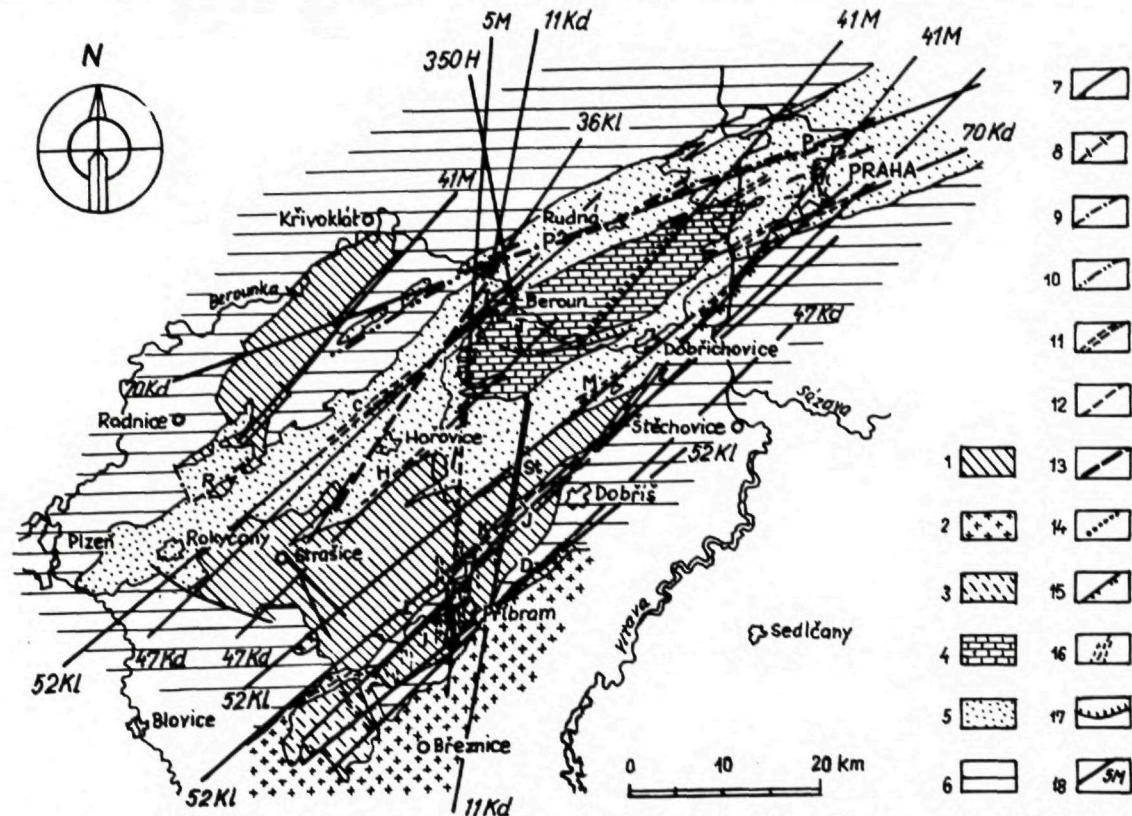 N
5M
11Kd
350H
41M
41M
36Kl
70Kd
41M
P
PRAHA
Křivoklát
Rudná
P
Berounka
Beroun
47Kd
Dobřichovice
70Kd
M
Sázava
Radnice
C
Hořovice
Štěchovice
52Kl
R
H
St
Dobříš
Plzeň
Rokycany
Strašice
K
J
D
Příbram
Vltava
Sedlčany
52Kl
47Kd
47Kd
52Kl
Blovice
Březnice
52Kl
11Kd
0 10 20 km
1
2
3
4
5
6
7
8
9
10
11
12
13
14
15
16
17
18 5M